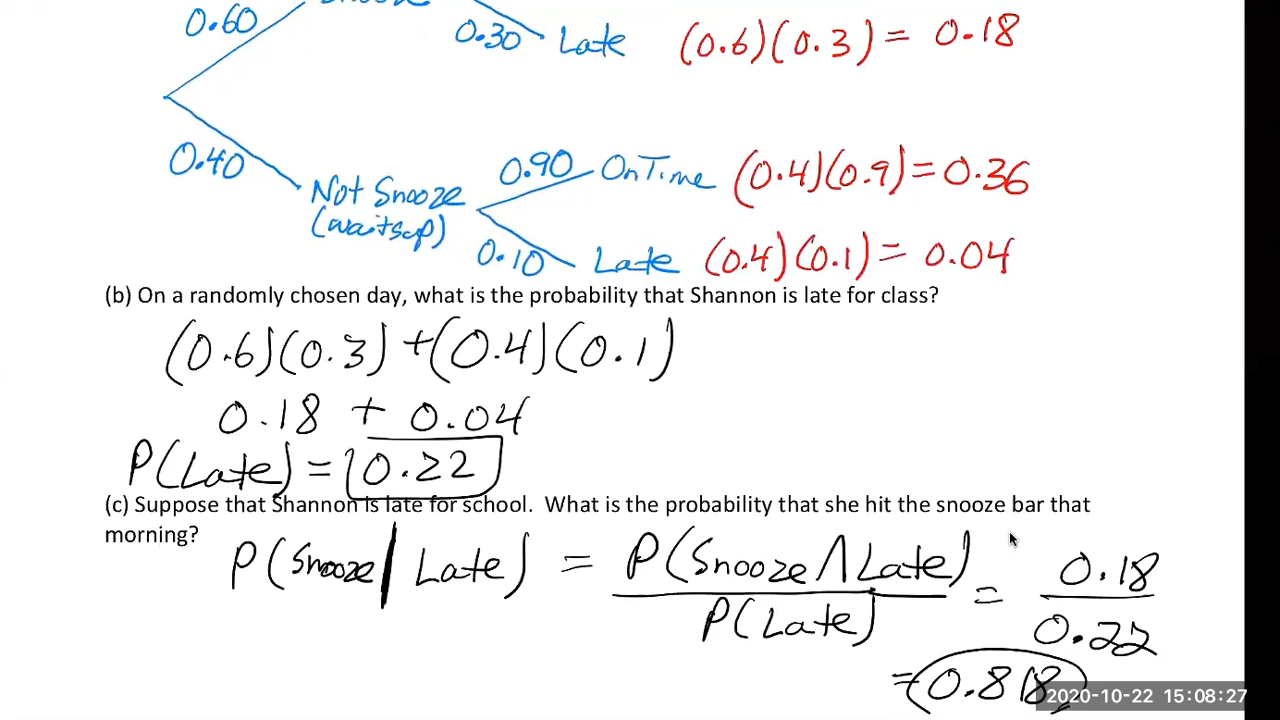 0.60
0.30 Late (0.6)(0.3) = 0.18
0.40
0.90 OnTime (0.4)(0.9)=0.36
Not Snooze
(waitsup)
0.10 Late (0.4)(0.1)= 0.04
(b) On a randomly chosen day, what is the probability that Shannon is late for class?
(0.6)(0.3) +(0.4)(0.1)
0.18 + 0.04
P(Late) = 0.22
(c) Suppose that Shannon is late for school. What is the probability that she hit the snooze bar that
morning?
P(Snooze | Late) = P(Snooze ∧ Late) = 0.18
P(Late) 0.22
= 0.818
2020-10-22 15:08:27